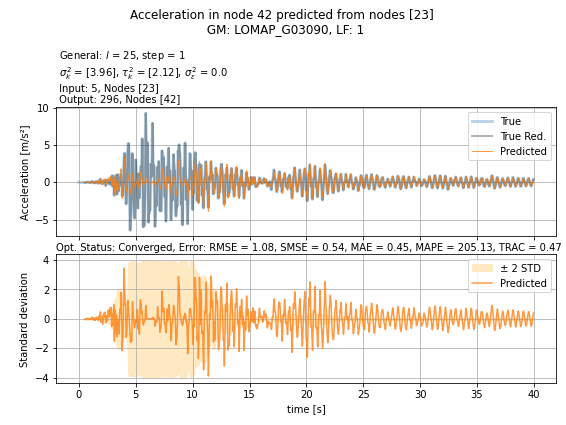 Acceleration in node 42 predicted from nodes [23]
GM: LOMAP_G03090, LF: 1
General: l = 25, step = 1
σ_k² = [3.96], τ_k² = [2.12], σ_ε² = 0.0
Input: 5, Nodes [23]
Output: 296, Nodes [42]
10
5
0
−5
Acceleration [m/s²]
True
True Red.
Predicted
Opt. Status: Converged, Error: RMSE = 1.08, SMSE = 0.54, MAE = 0.45, MAPE = 205.13, TRAC = 0.47
4
2
0
−2
−4
Standard deviation
± 2 STD
Predicted
0 5 10 15 20 25 30 35 40
time [s]